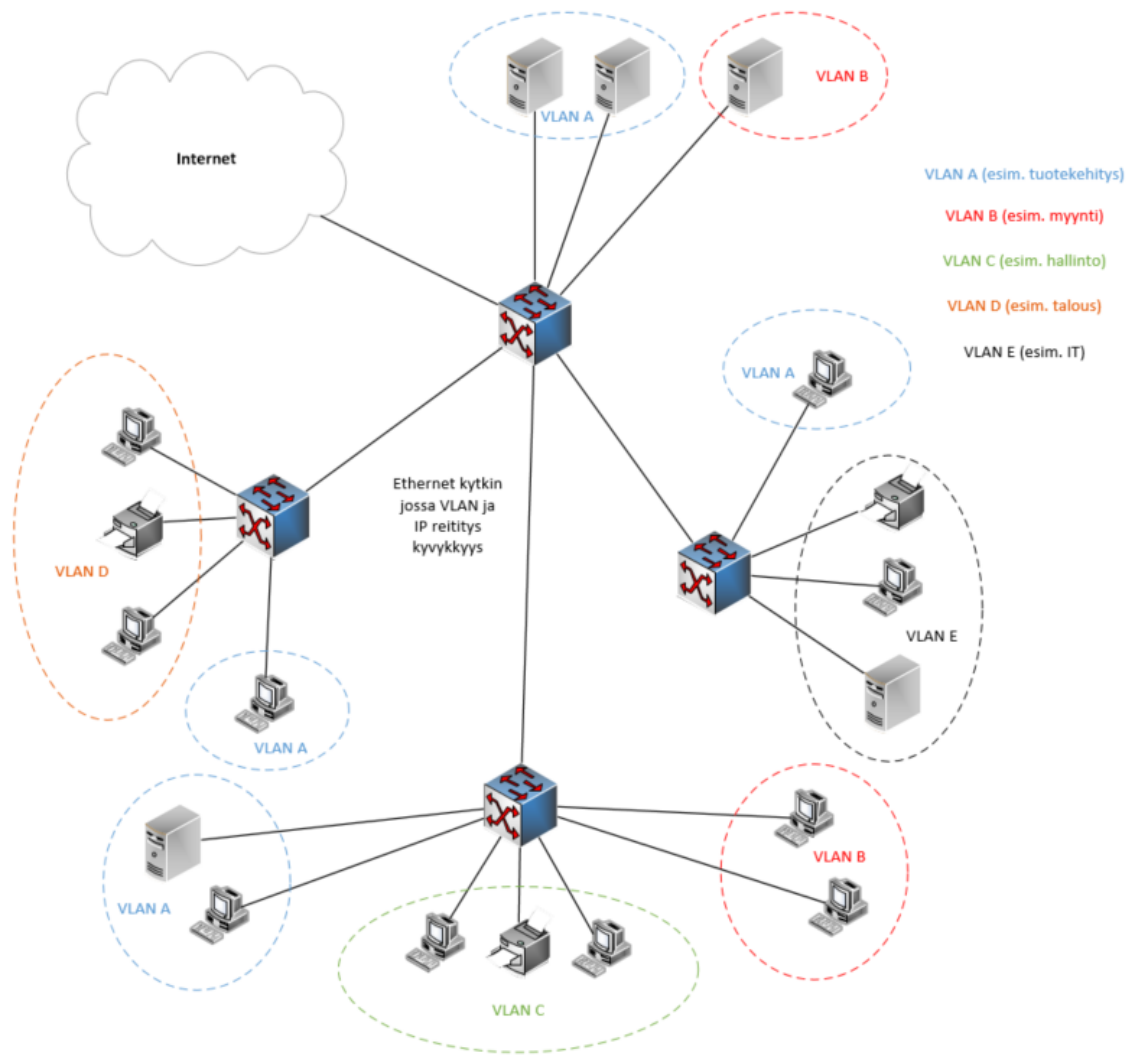 VLAN A
VLAN B
Internet
VLAN A (esim. tuotekehitys)
VLAN B (esim. myynti)
VLAN C (esim. hallinto)
VLAN D (esim. talous)
VLAN E (esim. IT)
VLAN A
Ethernet kytkin
jossa VLAN ja
IP reititys
kyvykkyys
VLAN D
VLAN E
VLAN A
VLAN B
VLAN A
VLAN C